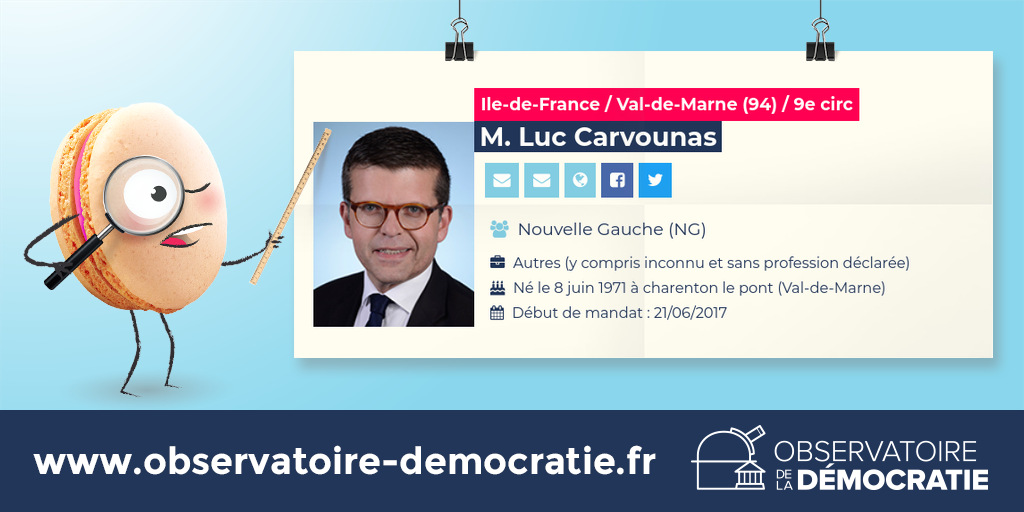 Ile-de-France / Val-de-Marne (94) / 9e circ
M. Luc Carvounas
Nouvelle Gauche (NG)
Autres (y compris inconnu et sans profession déclarée)
Né le 8 juin 1971 à charenton le pont (Val-de-Marne)
Début de mandat : 21/06/2017
www.observatoire-democratie.fr
OBSERVATOIRE
DE LA DÉMOCRATIE